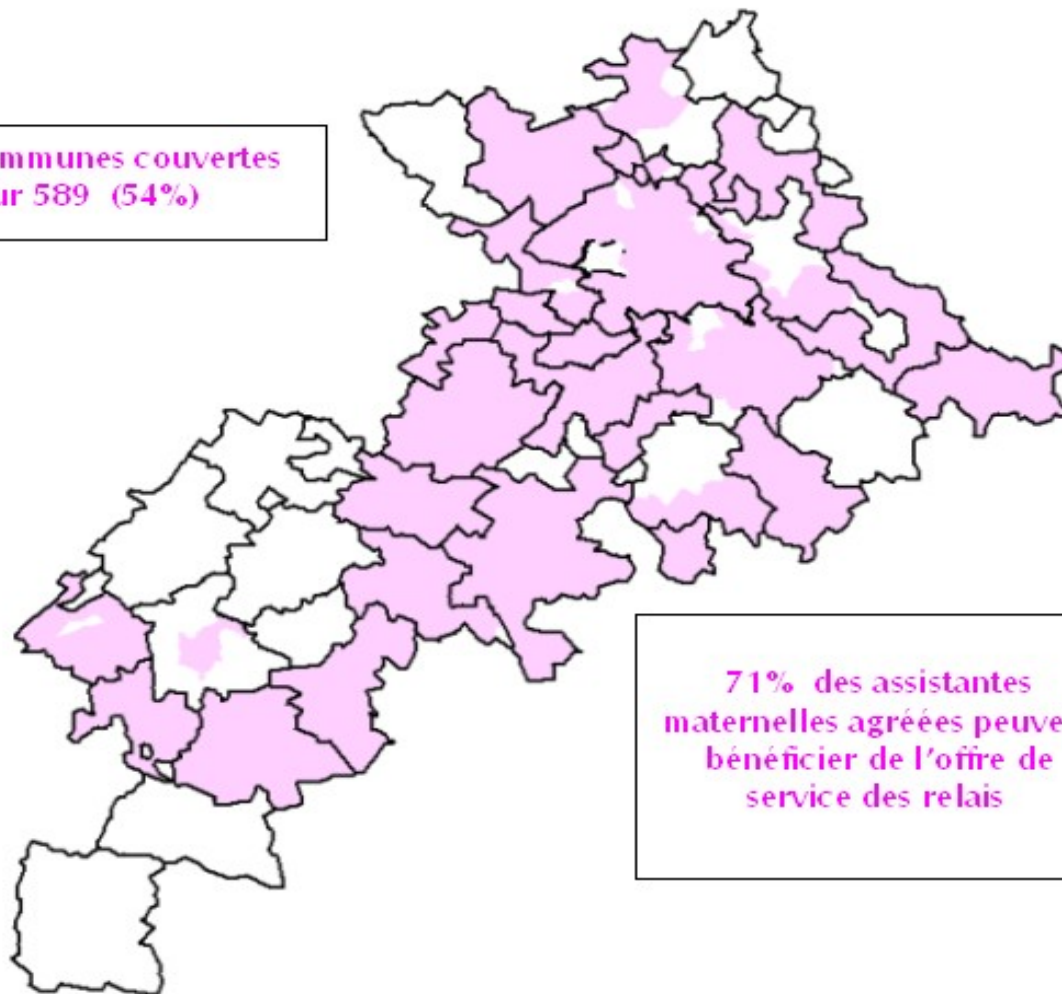 mmunes couvertes
ur 589 (54%)
71% des assistantes
maternelles agréées peuve
bénéficier de l'offre de
service des relais